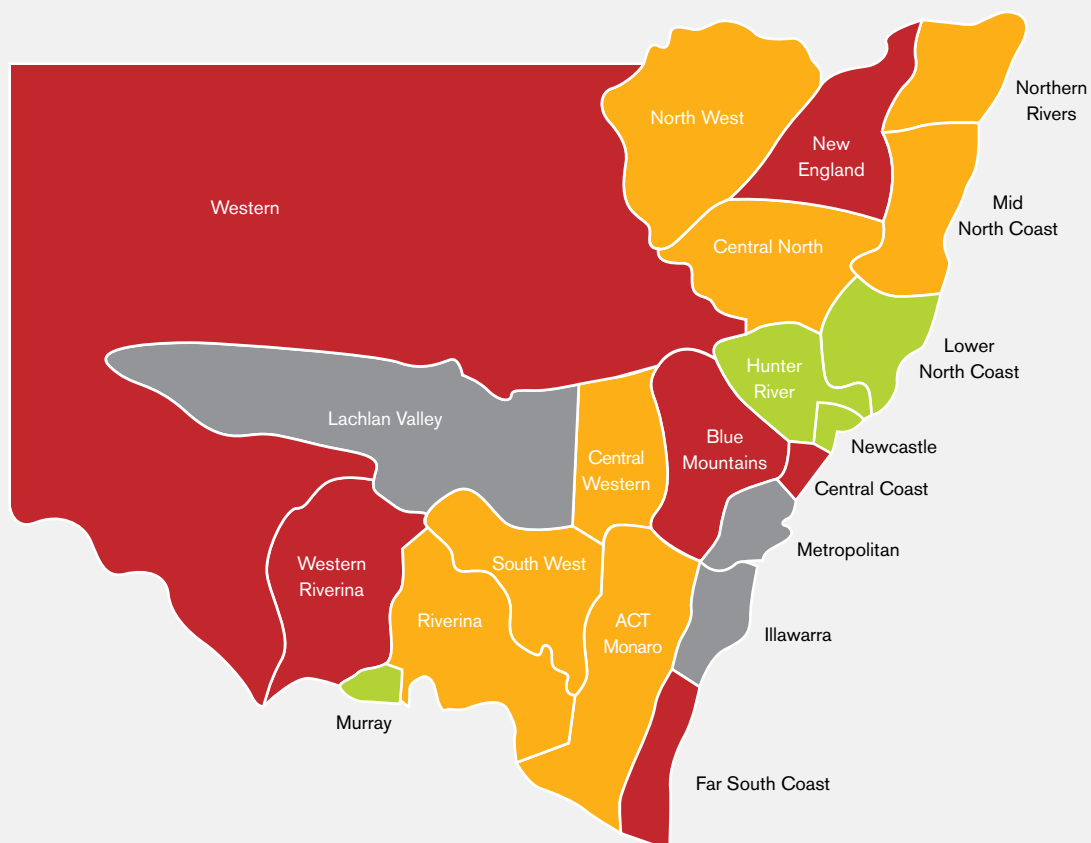 Northern
Rivers
North West
New
England
Western
Mid
North Coast
Central North
Lower
North Coast
Hunter
River
Lachlan Valley
Blue
Mountains
Newcastle
Central
Western
Central Coast
Metropolitan
Western
Riverina
South West
Riverina
ACT
Monaro
Illawarra
Murray
Far South Coast